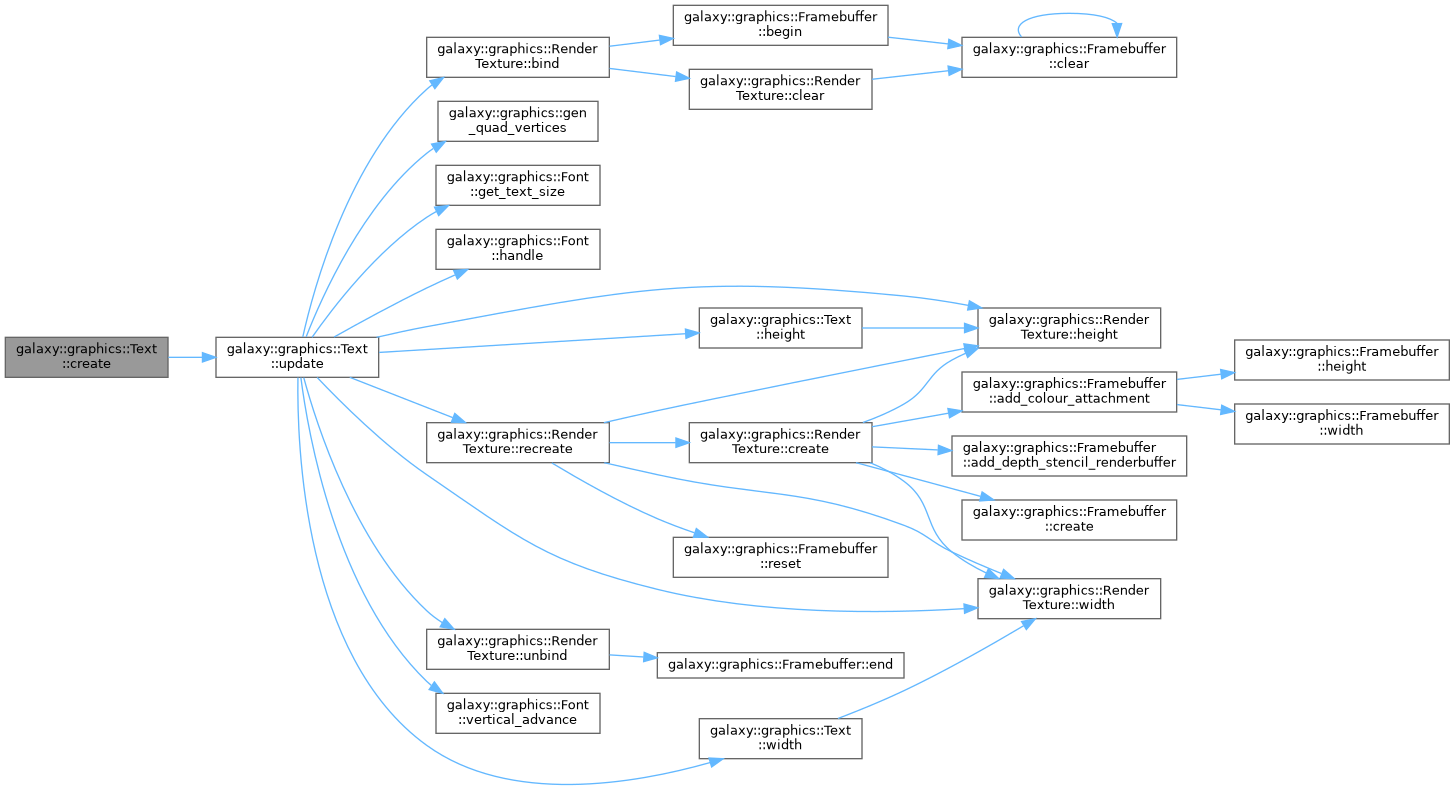 galaxy::graphics::Text
::create
galaxy::graphics::Text
::update
galaxy::graphics::Render
Texture::bind
galaxy::graphics::Framebuffer
::begin
galaxy::graphics::Framebuffer
::clear
galaxy::graphics::Render
Texture::clear
galaxy::graphics::gen
_quad_vertices
galaxy::graphics::Font
::get_text_size
galaxy::graphics::Font
::handle
galaxy::graphics::Text
::height
galaxy::graphics::Render
Texture::height
galaxy::graphics::Render
Texture::recreate
galaxy::graphics::Render
Texture::create
galaxy::graphics::Framebuffer
::add_colour_attachment
galaxy::graphics::Framebuffer
::height
galaxy::graphics::Framebuffer
::width
galaxy::graphics::Framebuffer
::add_depth_stencil_renderbuffer
galaxy::graphics::Framebuffer
::create
galaxy::graphics::Framebuffer
::reset
galaxy::graphics::Render
Texture::width
galaxy::graphics::Render
Texture::unbind
galaxy::graphics::Framebuffer::end
galaxy::graphics::Font
::vertical_advance
galaxy::graphics::Text
::width